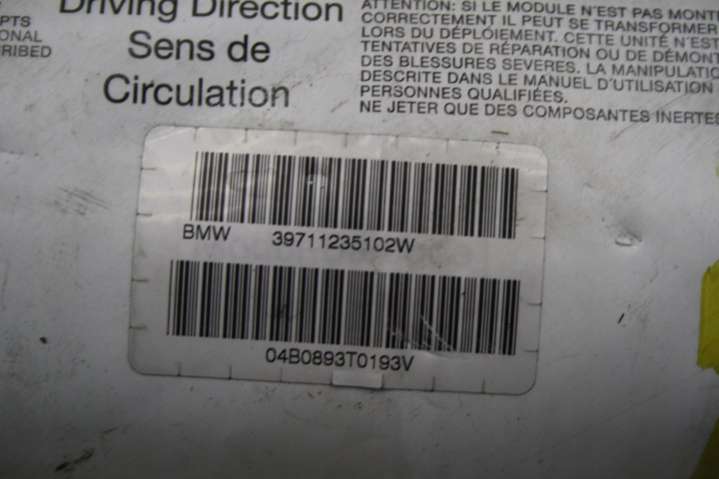 PTS
ONAL
RIBED
Driving Direction
Sens de
Circulation
ATTENTION: SI LE MODULE N'EST PAS MONT
CORRECTEMENT IL PEUT SE TRANSFORMER
LORS DU DÉPLOIEMENT. CETTE UNITÉ N'EST
TENTATIVES DE RÉPARATION OU DE DÉMONT
DES BLESSURES SEVERES. LA MANIPULATIO
DESCRITE DANS LE MANUEL D'UTILISATION
PERSONNES QUALIFIÉES.
NE JETER QUE DES COMPOSANTES INERTES
BMW 39711235102W
04B0893T0193V